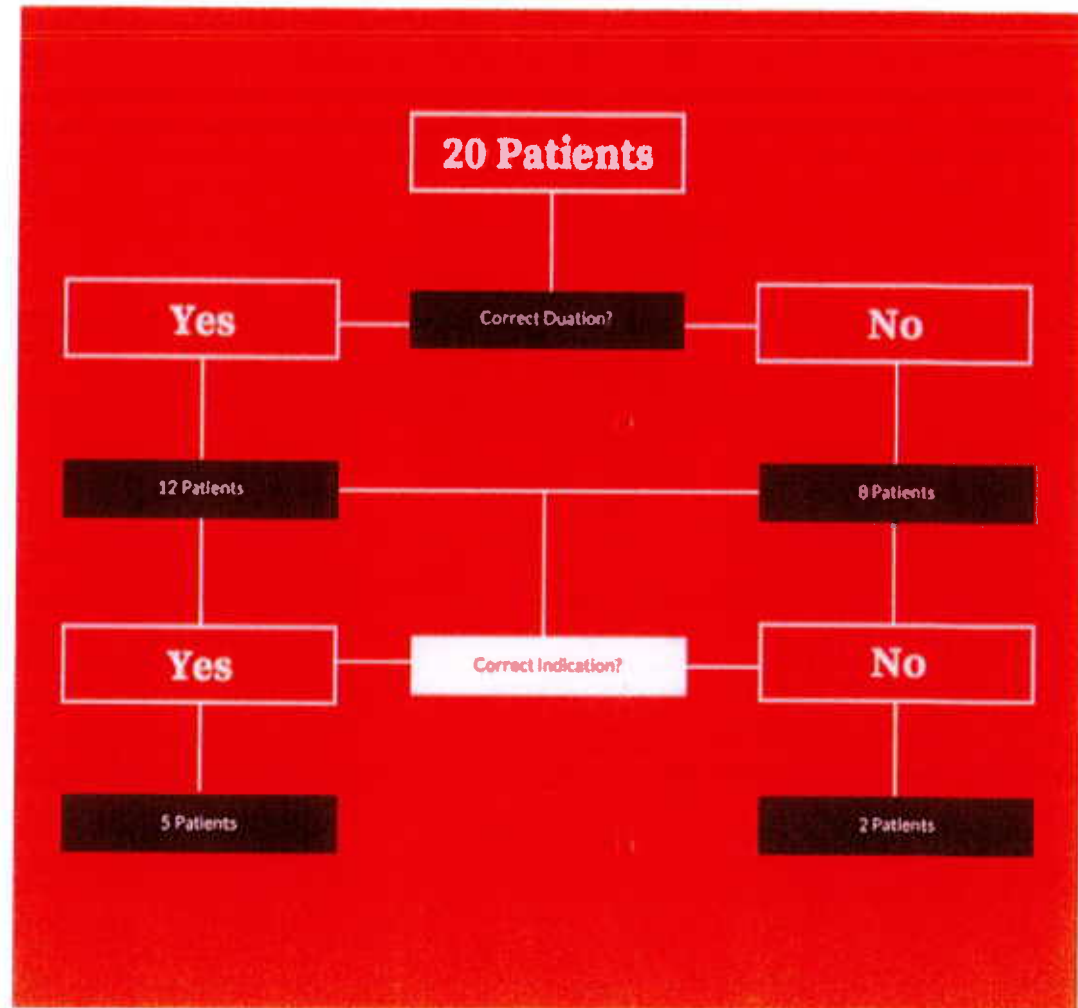 20 Patients
Yes
Correct Duation?
No
12 Patients
8 Patients
Yes
Correct Indication?
No
5 Patients
2 Patients